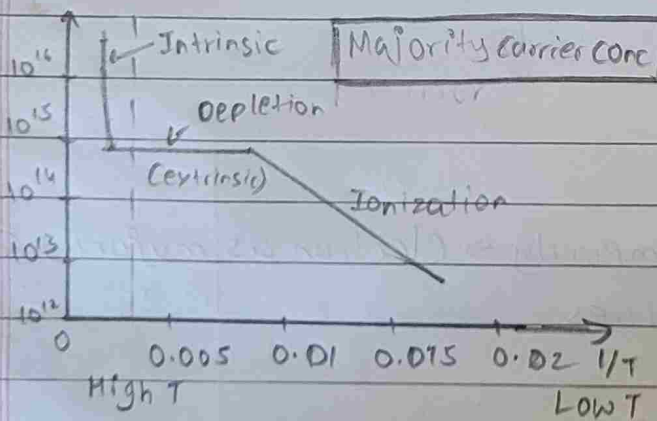 Intrinsic
Majority carrier conc
10^16
Depletion
10^15
(extrinsic)
10^14
Ionization
10^13
10^12
0 0.005 0.01 0.015 0.02 1/T
High T
Low T